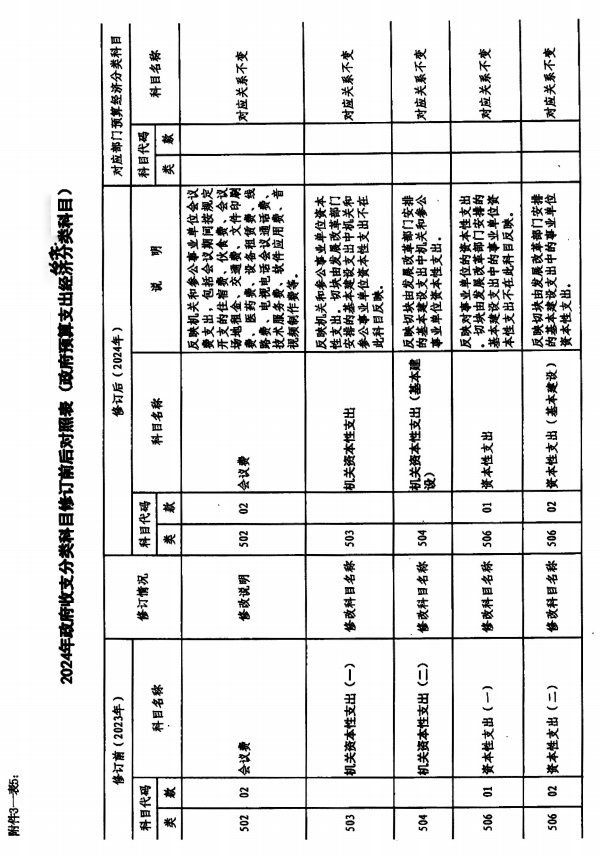 附件3—表5:
2024年政府收支分类科目修订前后对照表（政府预算支出经济分类科目）
修订前（2023年）
修订情况
修订后（2024年）
对应部门预算经济分类科目
科目代码
科目名称
科目代码
科目名称
说　明
科目代码
科目名称
类 款
类 款
类 款
502 02 会议费
修改说明
502 02 会议费
反映机关和参公事业单位会议
费支出，包括会议期间按规定
开支的住宿费、伙食费、会议
场地租金、交通费、文件印刷
费、医药费、设备租赁费、线
路费、电视电话会议通话费、
技术服务费、软件应用费、音
视频制作费等。
对应关系不变
503 机关资本性支出（一）
修改科目名称
503 机关资本性支出
反映机关和参公事业单位资本
性支出。切块由发展改革部门
安排的基本建设支出中机关和
参公事业单位资本性支出不在
此科目反映。
对应关系不变
504 机关资本性支出（二）
修改科目名称
504 机关资本性支出（基本建
设）
反映切块由发展改革部门安排
的基本建设支出中机关和参公
事业单位资本性支出。
对应关系不变
506 01 资本性支出（一）
修改科目名称
506 01 资本性支出
反映对事业单位的资本性支出
。切块由发展改革部门安排的
基本建设支出中的事业单位资
本性支出不在此科目反映。
对应关系不变
506 02 资本性支出（二）
修改科目名称
506 02 资本性支出（基本建设）
反映切块由发展改革部门安排
的基本建设支出中的事业单位
资本性支出。
对应关系不变